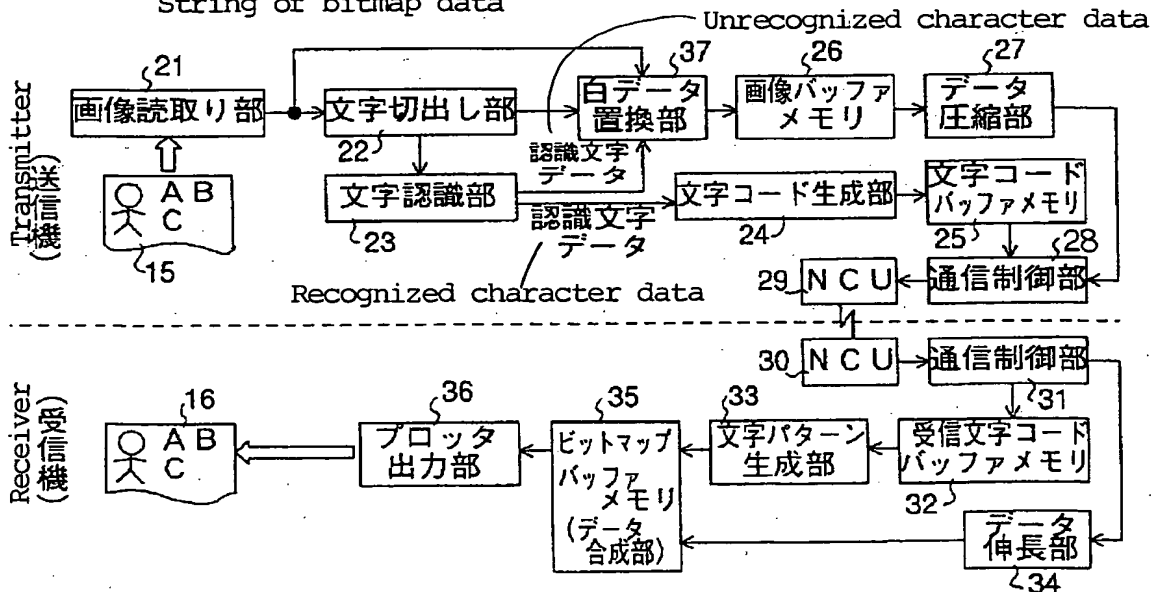 String of bitmap data
Unrecognized character data
21
37
26
27
画像読取り部
文字切出し部
白データ
置換部
画像バッファ
メモリ
データ
圧縮部
22
認識文字
データ
文字認識部
23
認識文字
データ
文字コード生成部
24
文字コード
バッファメモリ
25
28
A B
C
15
Transmitter
(送信機)
Recognized character data
29
NCU
通信制御部
30
NCU
通信制御部
31
Receiver
(受信機)
16
A B
C
36
プロッタ
出力部
35
ビットマップ
バッファ
メモリ
(データ
合成部)
33
文字パターン
生成部
受信文字コード
バッファメモリ
32
データ
伸長部
34